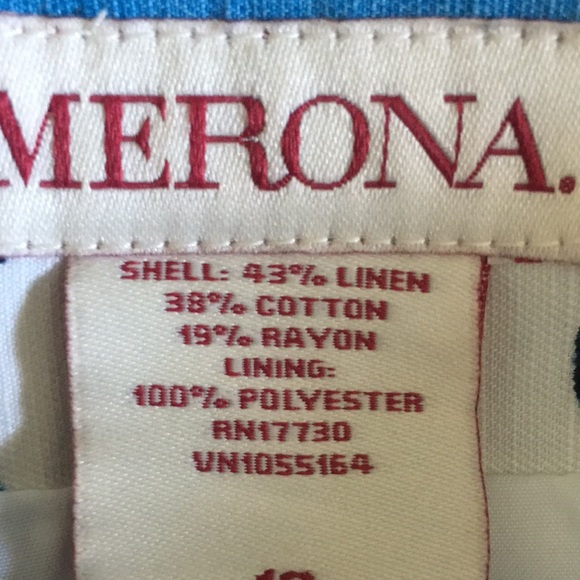 MERONA.
SHELL: 43% LINEN
38% COTTON
19% RAYON
LINING:
100% POLYESTER
RN17730
VN1055164